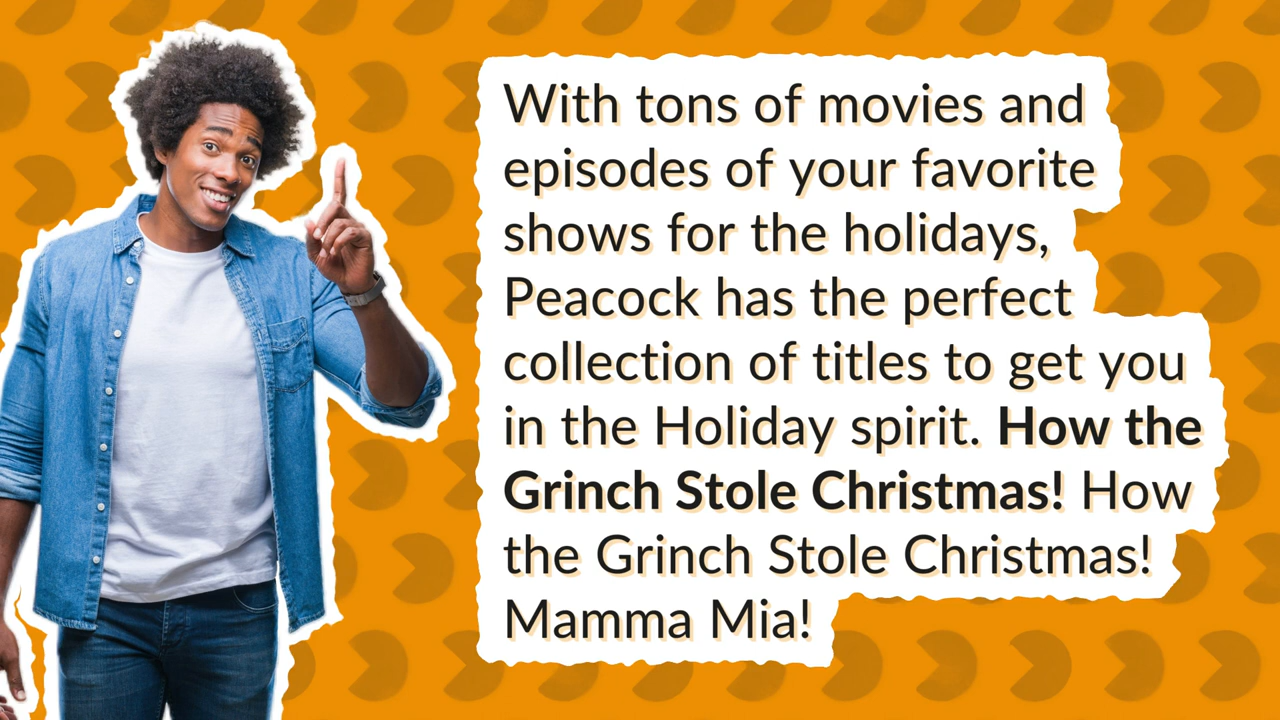 With tons of movies and
episodes of your favorite
shows for the holidays,
Peacock has the perfect
collection of titles to get you
in the Holiday spirit. How the
Grinch Stole Christmas! How
the Grinch Stole Christmas!
Mamma Mia!